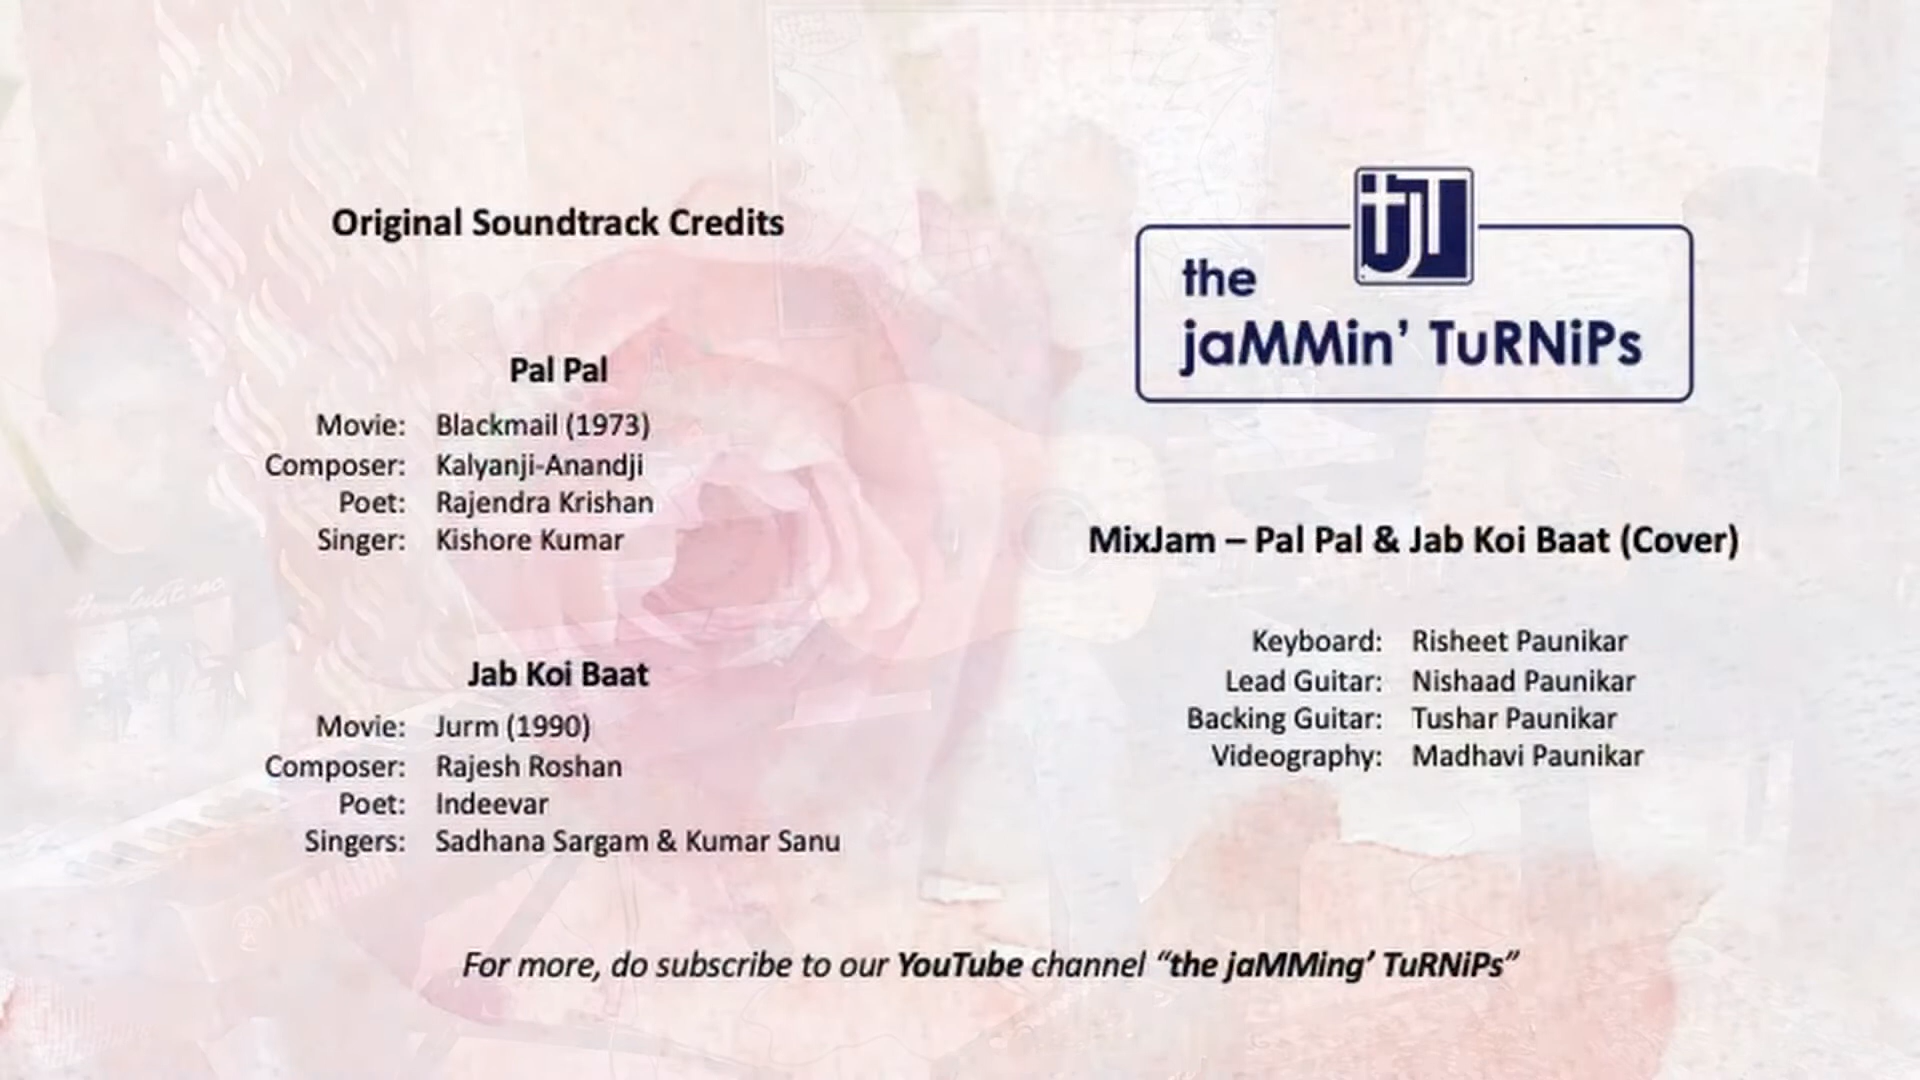 Original Soundtrack Credits
Pal Pal
Movie: Blackmail (1973)
Composer: Kalyanji-Anandji
Poet: Rajendra Krishan
Singer: Kishore Kumar
Jab Koi Baat
Movie: Jurm (1990)
Composer: Rajesh Roshan
Poet: Indeevar
Singers: Sadhana Sargam & Kumar Sanu
YAMAHA
tJT
the
jaMMin’ TuRNiPs
MixJam – Pal Pal & Jab Koi Baat (Cover)
Keyboard: Risheet Paunikar
Lead Guitar: Nishaad Paunikar
Backing Guitar: Tushar Paunikar
Videography: Madhavi Paunikar
For more, do subscribe to our YouTube channel “the jaMMing’ TuRNiPs”